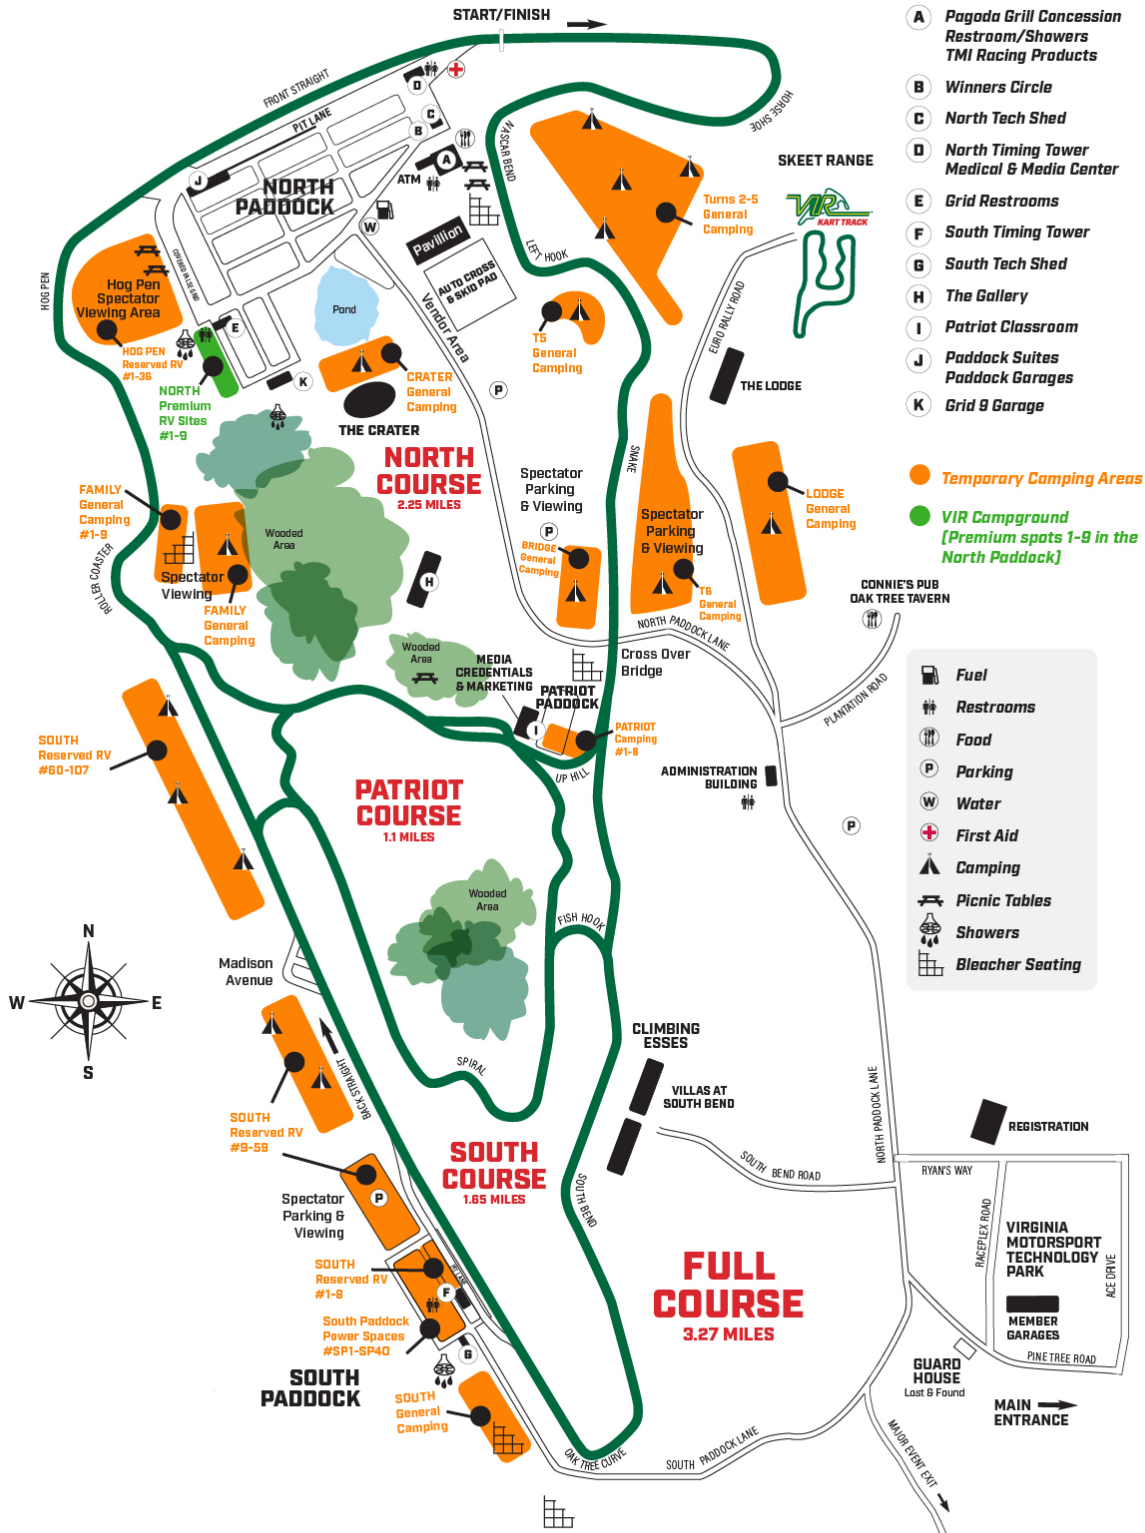 START/FINISH
FRONT STRAIGHT
PIT LANE
HORSE SHOE
NASCAR BEND
LEFT HOOK
HOG PEN
SKEET RANGE
VIR
KART TRACK
D
C
B
A
ATM
J
NORTH
PADDOCK
W
Pavillion
AUTO CROSS
& SKID PAD
Vendor Area
Turns 2-5
General
Camping
Hog Pen
Spectator
Viewing Area
HOG PEN
Reserved RV
#1-36
E
Pond
NORTH
Premium
RV Sites
#1-9
K
CRATER
General
Camping
THE CRATER
T5
General
Camping
P
EURO RALLY ROAD
THE LODGE
NORTH
COURSE
2.25 MILES
SNAKE
Spectator
Parking
& Viewing
P
BRIDGE
General
Camping
Spectator
Parking
& Viewing
T6
General
Camping
LODGE
General
Camping
FAMILY
General
Camping
#1-9
Wooded
Area
Spectator
Viewing
FAMILY
General
Camping
ROLLER COASTER
H
CONNIE'S PUB
OAK TREE TAVERN
NORTH PADDOCK LANE
PLANTATION ROAD
Wooded
Area
MEDIA
CREDENTIALS
& MARKETING
PATRIOT
PADDOCK
I
Cross Over
Bridge
PATRIOT
Camping
#1-8
UP HILL
ADMINISTRATION
BUILDING
P
SOUTH
Reserved RV
#60-107
PATRIOT
COURSE
1.1 MILES
Wooded
Area
FISH HOOK
N
W
E
S
Madison
Avenue
SPIRAL
BACK STRAIGHT
CLIMBING
ESSES
VILLAS AT
SOUTH BEND
SOUTH BEND ROAD
NORTH PADDOCK LANE
REGISTRATION
RYAN'S WAY
RACEPLEX ROAD
ACE DRIVE
VIRGINIA
MOTORSPORT
TECHNOLOGY
PARK
MEMBER
GARAGES
PINE TREE ROAD
GUARD
HOUSE
Lost & Found
MAIN
ENTRANCE
MAJOR EVENT EXIT
SOUTH
Reserved RV
#9-59
SOUTH
COURSE
1.65 MILES
SOUTH BEND
Spectator
Parking &
Viewing
P
SOUTH
Reserved RV
#1-8
F
South Paddock
Power Spaces
#SP1-SP40
G
SOUTH
PADDOCK
SOUTH
General
Camping
FULL
COURSE
3.27 MILES
OAK TREE CURVE
SOUTH PADDOCK LANE
A Pagoda Grill Concession
Restroom/Showers
TMI Racing Products
B Winners Circle
C North Tech Shed
D North Timing Tower
Medical & Media Center
E Grid Restrooms
F South Timing Tower
G South Tech Shed
H The Gallery
I Patriot Classroom
J Paddock Suites
Paddock Garages
K Grid 9 Garage
Temporary Camping Areas
VIR Campground
(Premium spots 1-9 in the
North Paddock)
Fuel
Restrooms
Food
P Parking
W Water
First Aid
Camping
Picnic Tables
Showers
Bleacher Seating